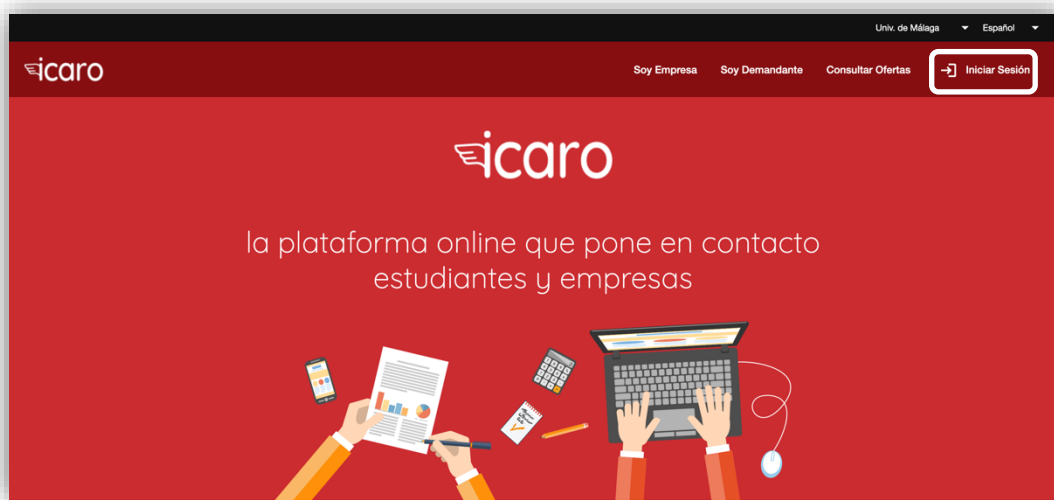 Univ. de Málaga Español
icaro Soy Empresa Soy Demandante Consultar Ofertas Iniciar Sesión
icaro
la plataforma online que pone en contacto
estudiantes y empresas